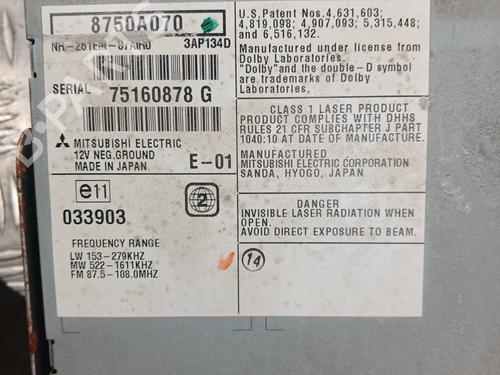 8750A070
3AP134D
SERIAL 75160878 G
MITSUBISHI ELECTRIC
12V NEG.GROUND
MADE IN JAPAN
E-01
e11
033903
2
FREQUENCY RANGE
LW 153-279KHZ
MW 522-1611KHZ
FM 87.5-108.0MHZ
U.S.Patent Nos.4,631,603;
4,819,098; 4,907,093; 5,315,448;
and 6,516,132.
Manufactured under license from
Dolby Laboratories.
"Dolby"and the double-D symbol
are trademarks of Dolby
Laboratories.
CLASS 1 LASER PRODUCT
PRODUCT COMPLIES WITH DHHS
RULES 21 CFR SUBCHAPTER J PART
1040:10 AT DATE OF MANUFACTURE.
MANUFACTURED
MITSUBISHI ELECTRIC CORPORATION
SANDA, HYOGO, JAPAN
DANGER
INVISIBLE LASER RADIATION WHEN
OPEN.
AVOID DIRECT EXPOSURE TO BEAM.
14